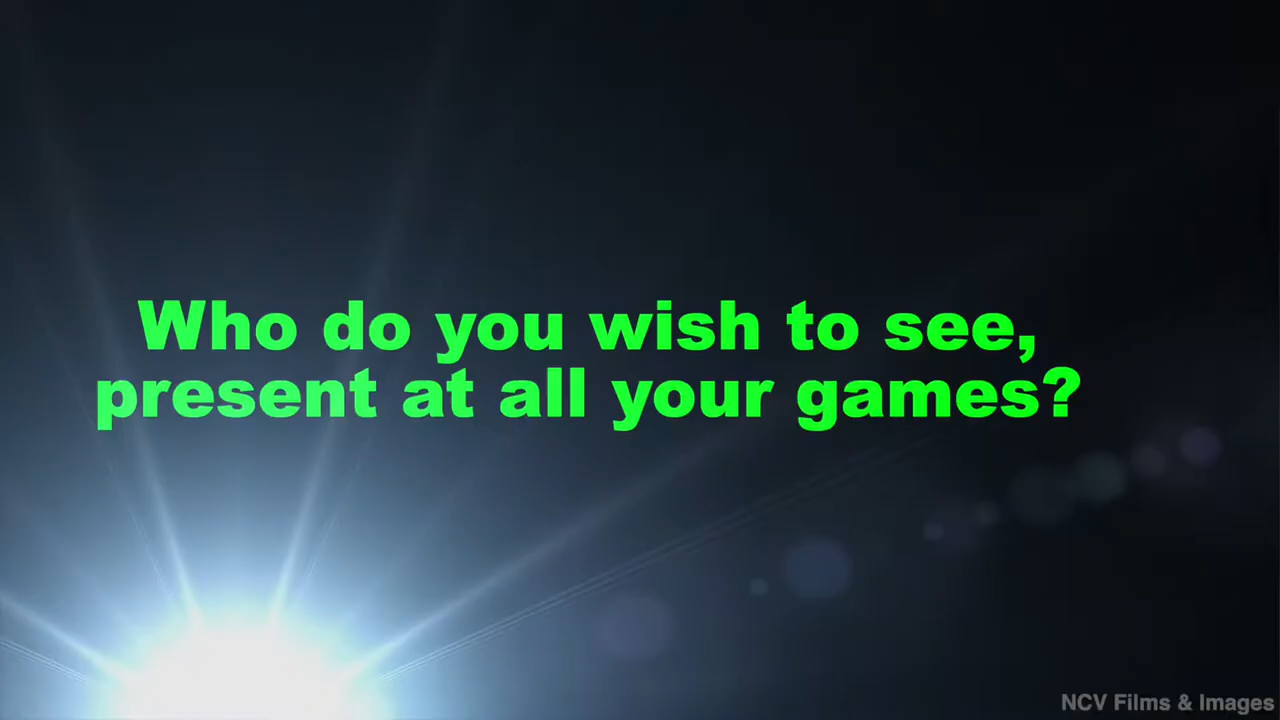 Who do you wish to see,
present at all your games?
NCV Films & Images